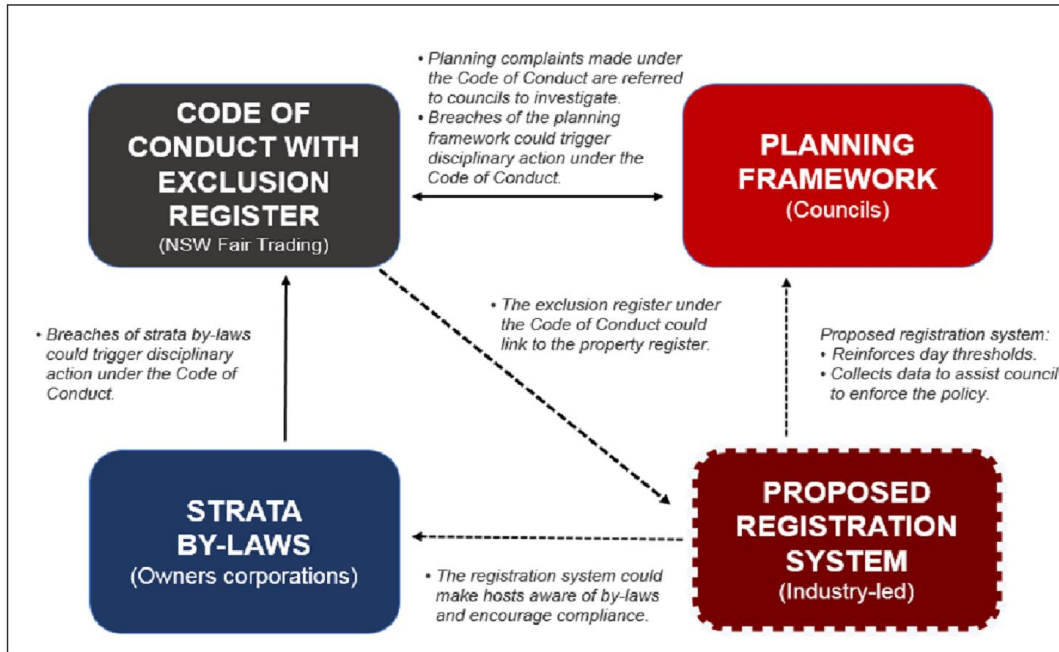 • Planning complaints made under
the Code of Conduct are referred
to councils to investigate.
• Breaches of the planning
framework could trigger
disciplinary action under the
Code of Conduct.
CODE OF
CONDUCT WITH
EXCLUSION
REGISTER
(NSW Fair Trading)
PLANNING
FRAMEWORK
(Councils)
• The exclusion register under
the Code of Conduct could
link to the property register.
• Breaches of strata by-laws
could trigger disciplinary
action under the Code of
Conduct.
Proposed registration system:
• Reinforces day thresholds.
• Collects data to assist council
to enforce the policy.
STRATA
BY-LAWS
(Owners corporations)
PROPOSED
REGISTRATION
SYSTEM
(Industry-led)
• The registration system could
make hosts aware of by-laws
and encourage compliance.